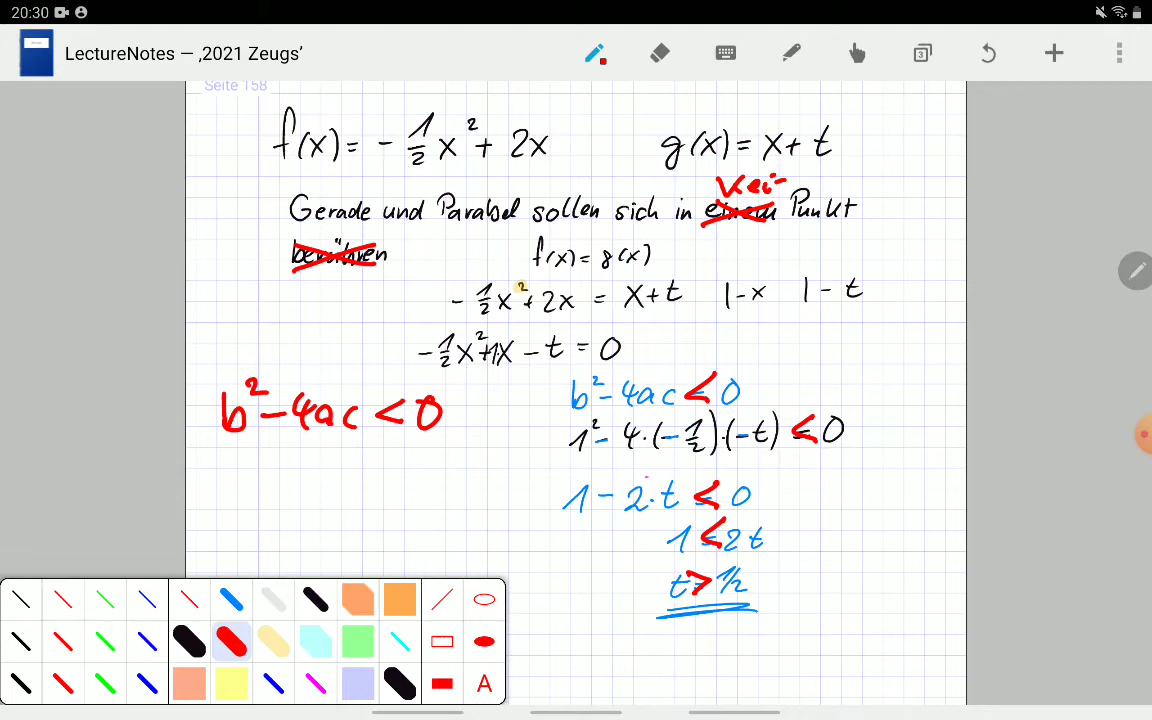 20:30
LectureNotes — ‚2021 Zeugs‘
3
Seite 158
f(x) = - 1/2 x² + 2x g(x) = x + t
Kei-
Gerade und Parabel sollen sich in einem Punkt
berühren f(x) = g(x)
- 1/2 x² + 2x = x + t |-x |-t
- 1/2 x² + 1x - t = 0
b² - 4ac < 0
b² - 4ac < 0
1² - 4·(- 1/2)·(-t) < 0
1 - 2·t < 0
1 < 2t
t > 1/2
A